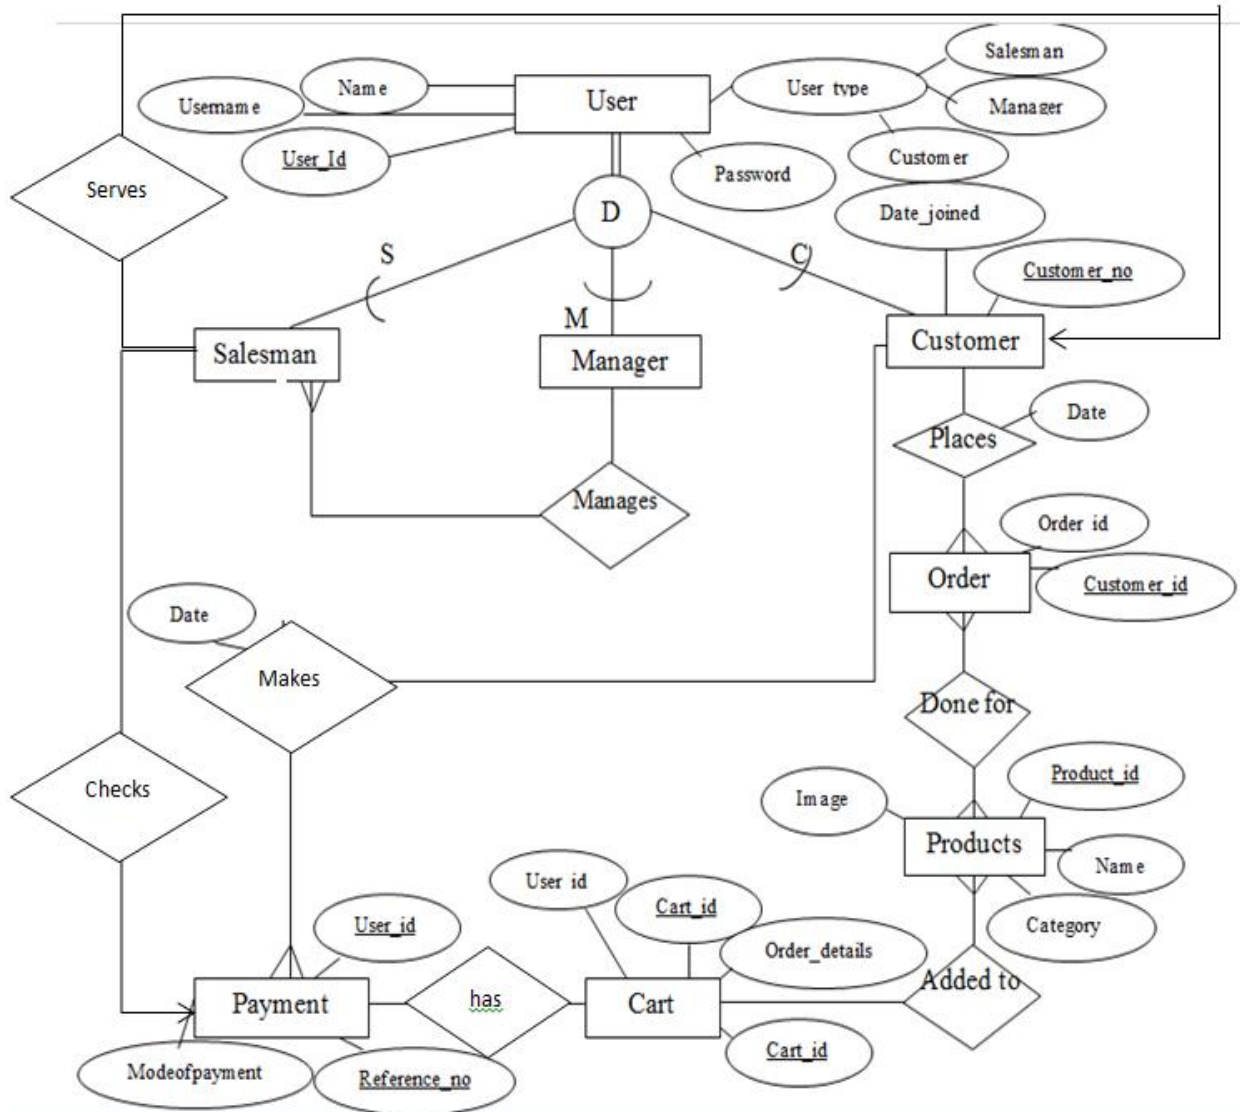 Salesman
Name
User
User type
Username
Manager
User_Id
Customer
Password
Serves
D
Date_joined
S
C
Customer_no
M
Salesman
Manager
Customer
Date
Places
Manages
Order id
Order
Customer_id
Date
Makes
Done for
Product_id
Checks
Image
Products
Name
User id
Cart_id
User_id
Category
Order_details
Added to
Payment
has
Cart
Cart_id
Modeofpayment
Reference_no